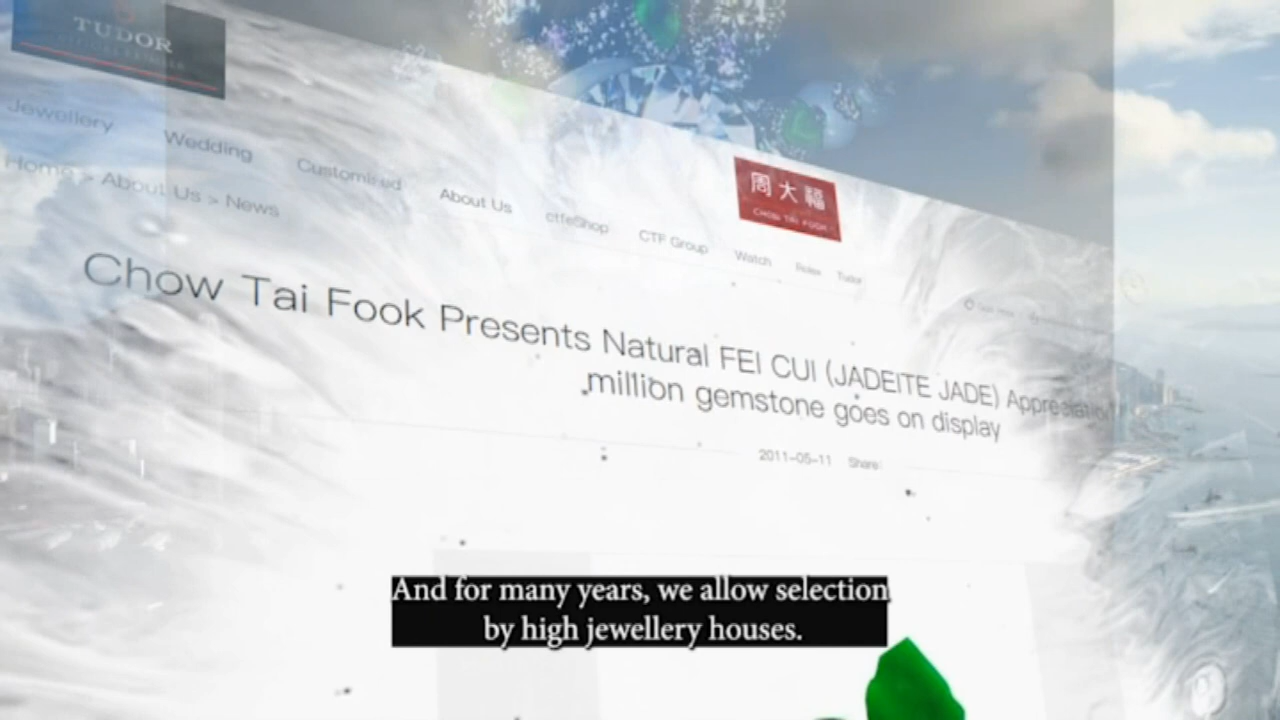 TUDOR
Jewellery Wedding Customised About Us ctfeShop CTF Group Watch Rolex Tudor
周大福
CHOW TAI FOOK
Home > About Us > News
Chow Tai Fook Presents Natural FEI CUI (JADEITE JADE) Appreciation
million gemstone goes on display
2011-05-11 Share
And for many years, we allow selection
by high jewellery houses.